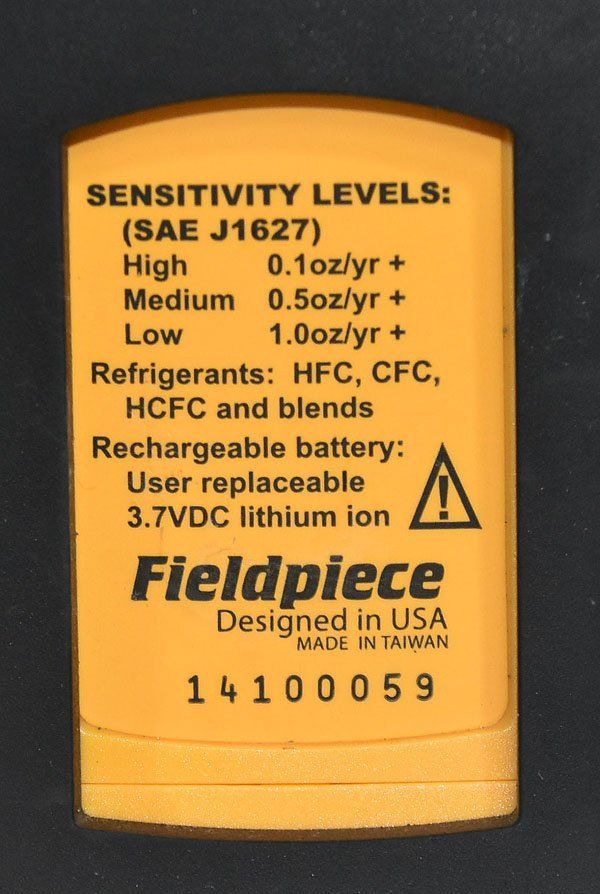 SENSITIVITY LEVELS:
(SAE J1627)
High 0.1oz/yr +
Medium 0.5oz/yr +
Low 1.0oz/yr +
Refrigerants: HFC, CFC,
HCFC and blends
Rechargeable battery:
User replaceable
3.7VDC lithium ion
Fieldpiece
Designed in USA
MADE IN TAIWAN
14100059